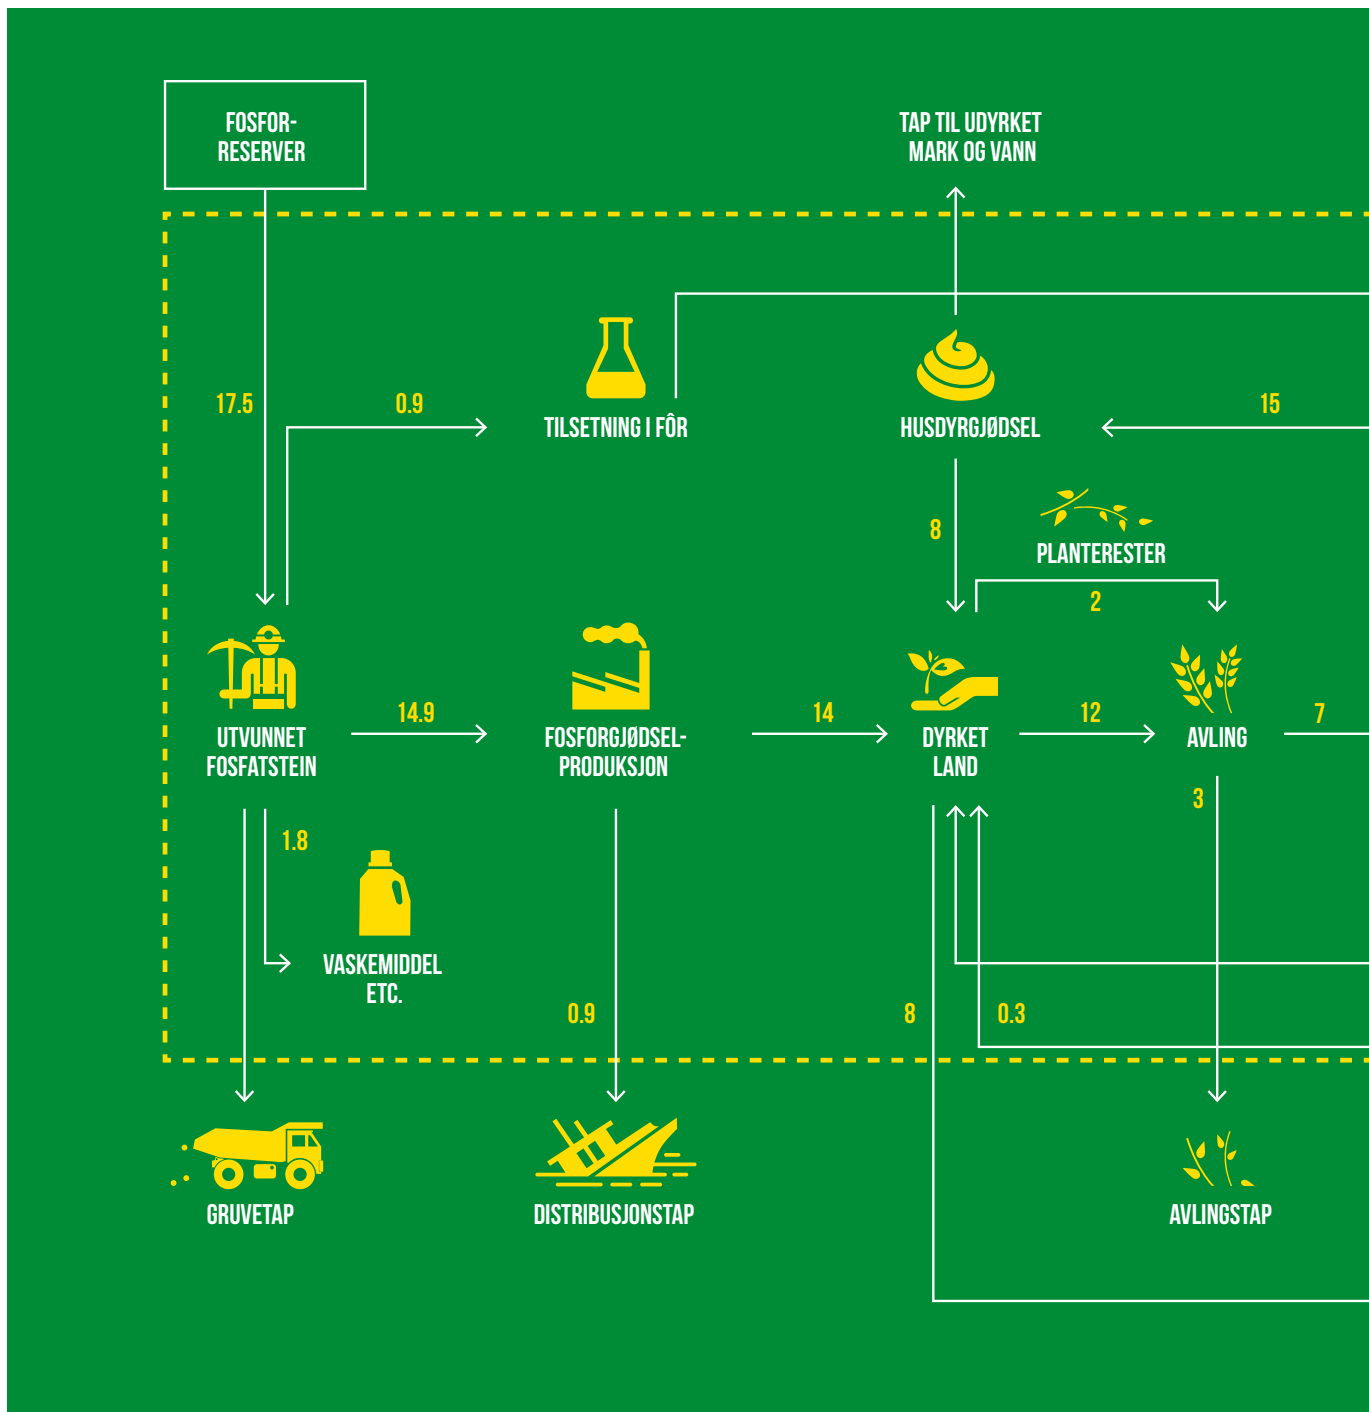 FOSFOR-
RESERVER
TAP TIL UDYRKET
MARK OG VANN
17.5
0.9
TILSETNING I FÔR
HUSDYRGJØDSEL
15
8
PLANTERESTER
2
UTVUNNET
FOSFATSTEIN
14.9
FOSFORGJØDSEL-
PRODUKSJON
14
DYRKET
LAND
12
AVLING
7
3
1.8
VASKEMIDDEL
ETC.
0.9
8
0.3
GRUVETAP
DISTRIBUSJONSTAP
AVLINGSTAP